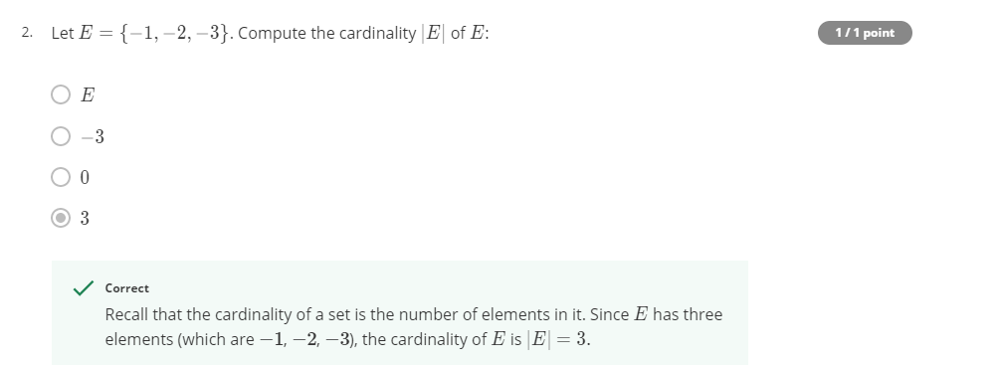 2. Let E = {−1, −2, −3}. Compute the cardinality |E| of E:
1 / 1 point
E
−3
0
3
Correct
Recall that the cardinality of a set is the number of elements in it. Since E has three
elements (which are −1, −2, −3), the cardinality of E is |E| = 3.